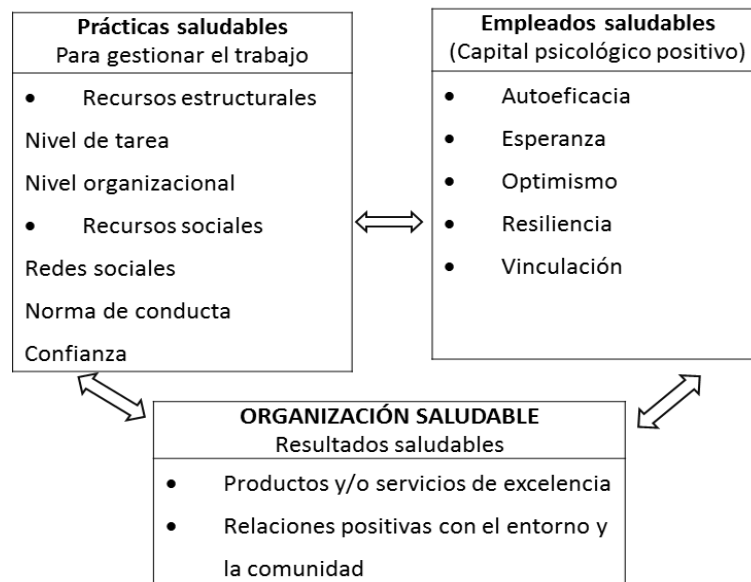 Prácticas saludables
Para gestionar el trabajo
• Recursos estructurales
Nivel de tarea
Nivel organizacional
• Recursos sociales
Redes sociales
Norma de conducta
Confianza
Empleados saludables
(Capital psicológico positivo)
• Autoeficacia
• Esperanza
• Optimismo
• Resiliencia
• Vinculación
ORGANIZACIÓN SALUDABLE
Resultados saludables
• Productos y/o servicios de excelencia
• Relaciones positivas con el entorno y
la comunidad